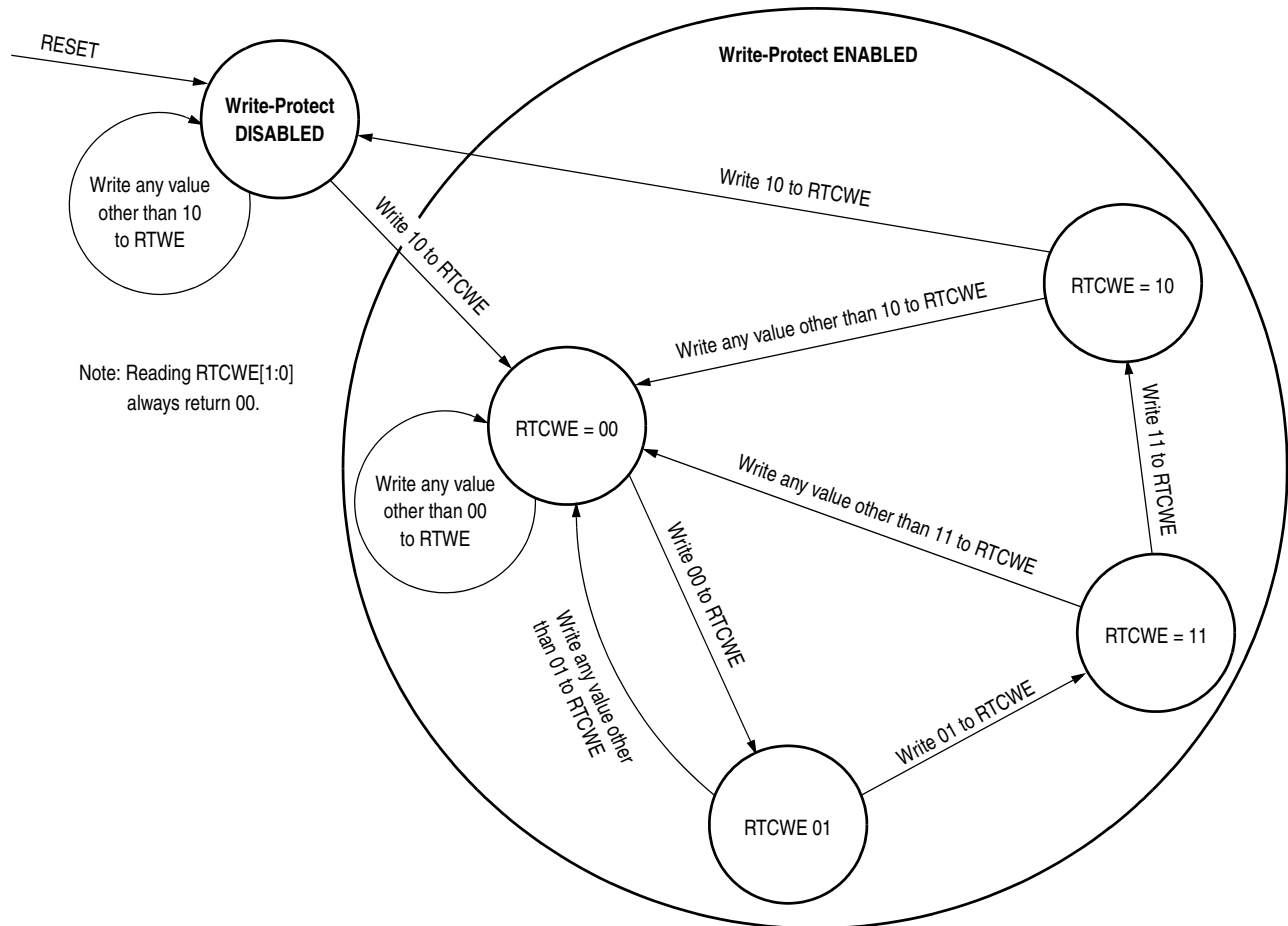 RESET
Write-Protect ENABLED
Write-Protect
DISABLED
Write any value
other than 10
to RTWE
Write 10 to RTCWE
Write 10 to RTCWE
RTCWE = 10
Write any value other than 10 to RTCWE
Note: Reading RTCWE[1:0]
always return 00.
RTCWE = 00
Write 11 to RTCWE
Write any value other than 11 to RTCWE
Write any value
other than 00
to RTWE
Write 00 to RTCWE
Write any value other
than 01 to RTCWE
RTCWE = 11
Write 01 to RTCWE
RTCWE 01